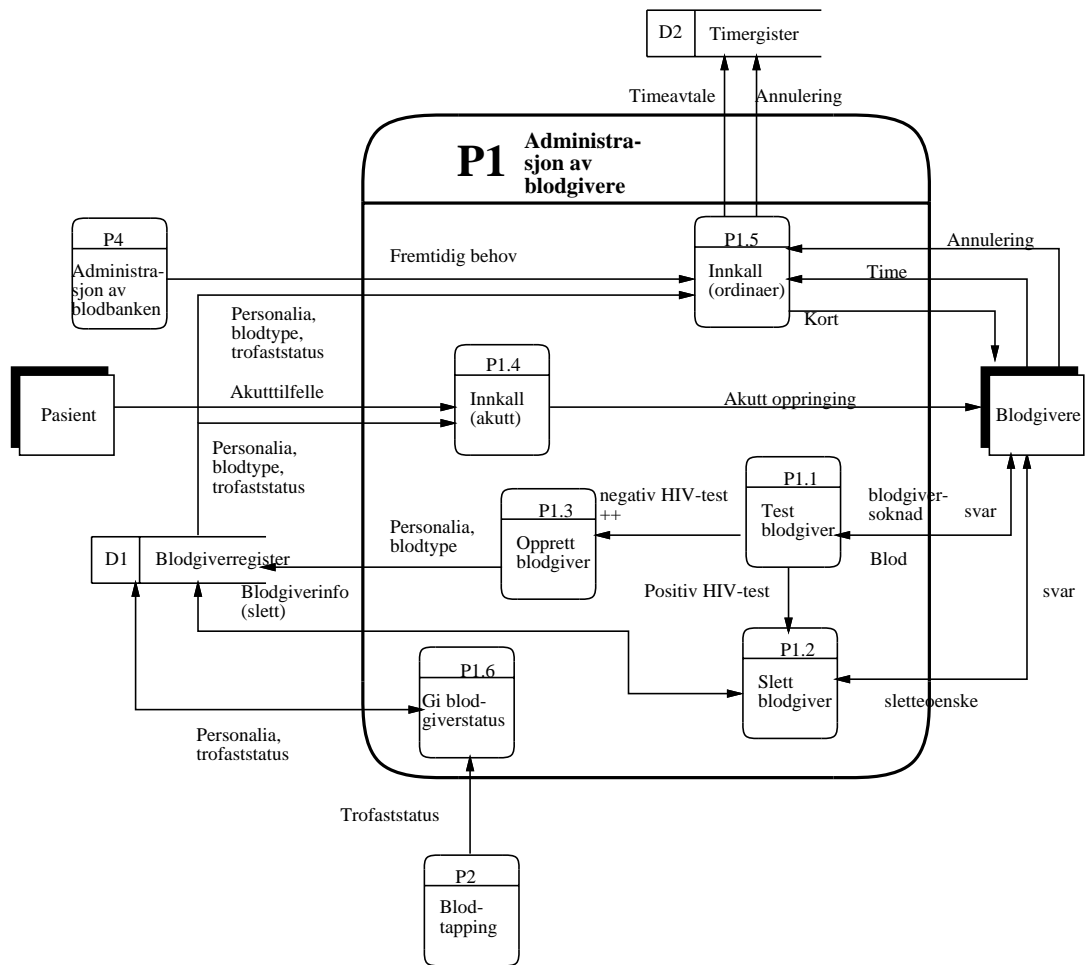 D2 Timergister
Timeavtale
Annulering
P1
Administra-
sjon av
blodgivere
P4
Administra-
sjon av
blodbanken
Fremtidig behov
P1.5
Innkall
(ordinaer)
Annulering
Time
Kort
Personalia,
blodtype,
trofaststatus
P1.4
Innkall
(akutt)
Pasient
Akutttilfelle
Akutt oppringing
Blodgivere
Personalia,
blodtype,
trofaststatus
P1.1
Test
blodgiver
negativ HIV-test
++
P1.3
Opprett
blodgiver
blodgiver-
soknad
svar
Blod
Personalia,
blodtype
D1 Blodgiverregister
Blodgiverinfo
(slett)
Positiv HIV-test
svar
P1.2
Slett
blodgiver
sletteoenske
P1.6
Gi blod-
giverstatus
Personalia,
trofaststatus
Trofaststatus
P2
Blod-
tapping